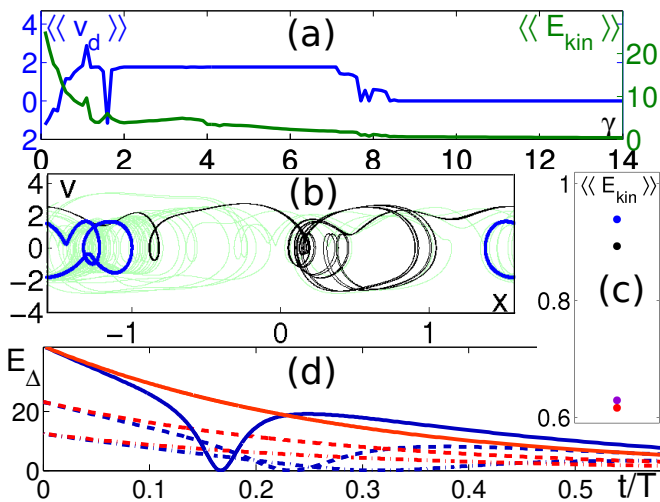 ⟨⟨ v_d ⟩⟩ (a) ⟨⟨ E_kin ⟩⟩
4
2
0
2
20
10
0
γ
0 2 4 6 8 10 12 14
v (b)
4
2
0
−2
−4
x
−1 0 1
1 ⟨⟨ E_kin ⟩⟩
(c)
0.8
0.6
E_Δ (d)
20
0
0 0.1 0.2 0.3 0.4 0.5 t/T